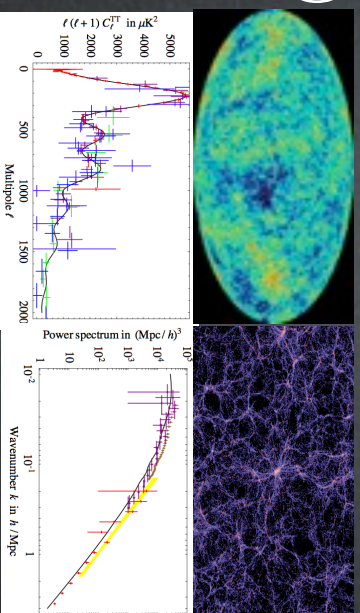 ℓ (ℓ+1) C_ℓ^TT in μK²
0 1000 2000 3000 4000 5000
0 500 1000 1500 2000
Multipole ℓ
Power spectrum in (Mpc/ h)³
1 10 10² 10³ 10⁴ 10⁵
10⁻² 10⁻¹ 1
Wavenumber k in h /Mpc